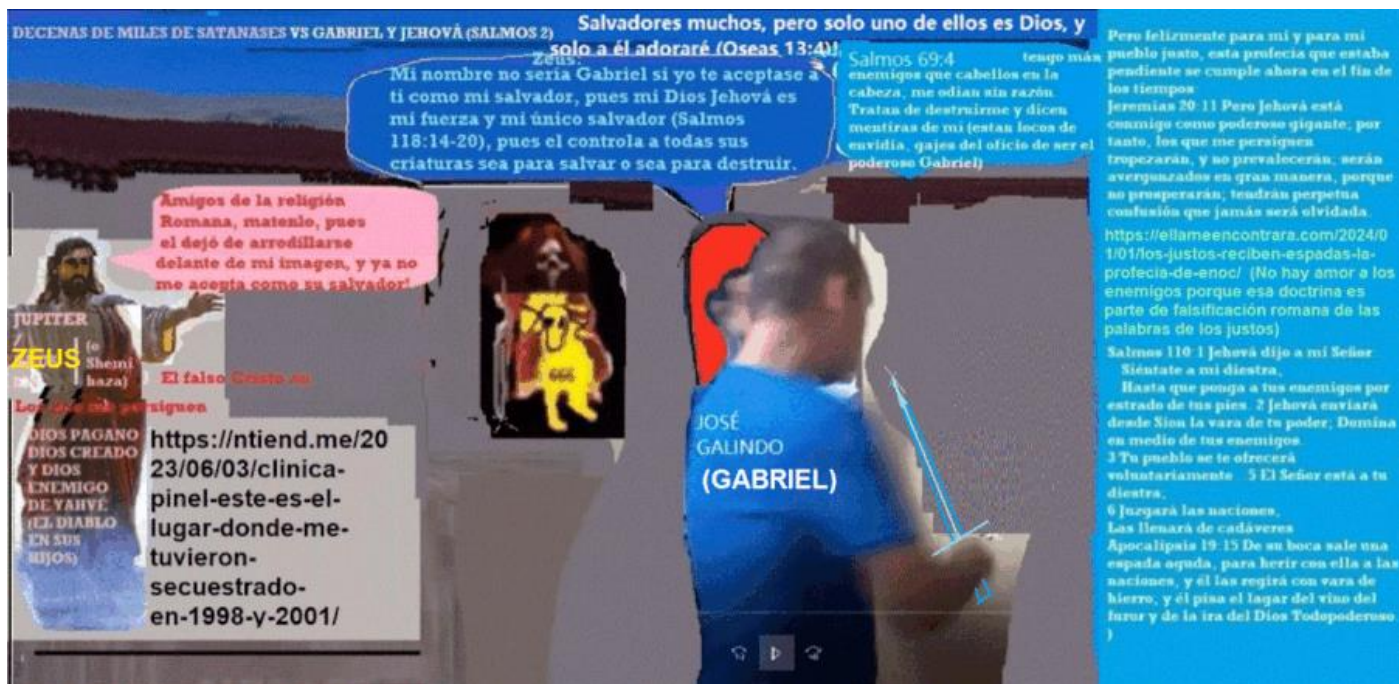 DECENAS DE MILES DE SATANASES VS GABRIEL Y JEHOVÁ (SALMOS 2)
Salvadores muchos, pero solo uno de ellos es Dios, y
solo a él adoraré (Oseas 13:4)!
Zeus:
Mi nombre no sería Gabriel si yo te aceptase a
ti como mi salvador, pues mi Dios Jehová es
mi fuerza y mi único salvador (Salmos
118:14-20), pues el controla a todas sus
criaturas sea para salvar o sea para destruir.
Salmos 69:4 tengo más
enemigos que cabellos en la
cabeza, me odian sin razón.
Tratan de destruirme y dicen
mentiras de mi (estan locos de
envidia, gajes del oficio de ser el
poderoso Gabriel)
Amigos de la religión
Romana, matenlo, pues
el dejó de arrodillarse
delante de mi imagen, y ya no
me acepta como su salvador!
JUPITER
ZEUS
(o
Shemi
haza)
El falso Cristo
persiguen
DIOS PAGANO
DIOS CREADO
Y DIOS
ENEMIGO
DE YAHVÉ
(EL DIABLO
EN SUS
HIJOS)
https://ntiend.me/20
23/06/03/clinica-
pinel-este-es-el-
lugar-donde-me-
tuvieron-
secuestrado-
en-1998-y-2001/
666
JOSÉ
GALINDO
(GABRIEL)
Pero felizmente para mi y para mi
pueblo justo, esta profecía que estaba
pendiente se cumple ahora en el fin de
los tiempos
Jeremías 20:11 Pero Jehová está
conmigo como poderoso gigante; por
tanto, los que me persiguen
tropezarán, y no prevalecerán; serán
avergonzados en gran manera, porque
no prosperarán; tendrán perpetua
confusión que jamás será olvidada.
https://ellameencontrara.com/2024/0
1/01/los-justos-reciben-espadas-la-
profecia-de-enoc/ (No hay amor a los
enemigos porque esa doctrina es
parte de falsificación romana de las
palabras de los justos)
Salmos 110:1 Jehová dijo a mi Señor
Siéntate a mi diestra,
Hasta que ponga a tus enemigos por
estrado de tus pies. 2 Jehová enviará
desde Sion la vara de tu poder; Domina
en medio de tus enemigos.
3 Tu pueblo se te ofrecerá
voluntariamente 5 El Señor está a tu
diestra,
6 Juzgará las naciones,
Las llenará de cadáveres
Apocalipsis 19:15 De su boca sale una
espada aguda, para herir con ella a las
naciones, y él las regirá con vara de
hierro; y él pisa el lagar del vino del
furor y de la ira del Dios Todopoderoso
)